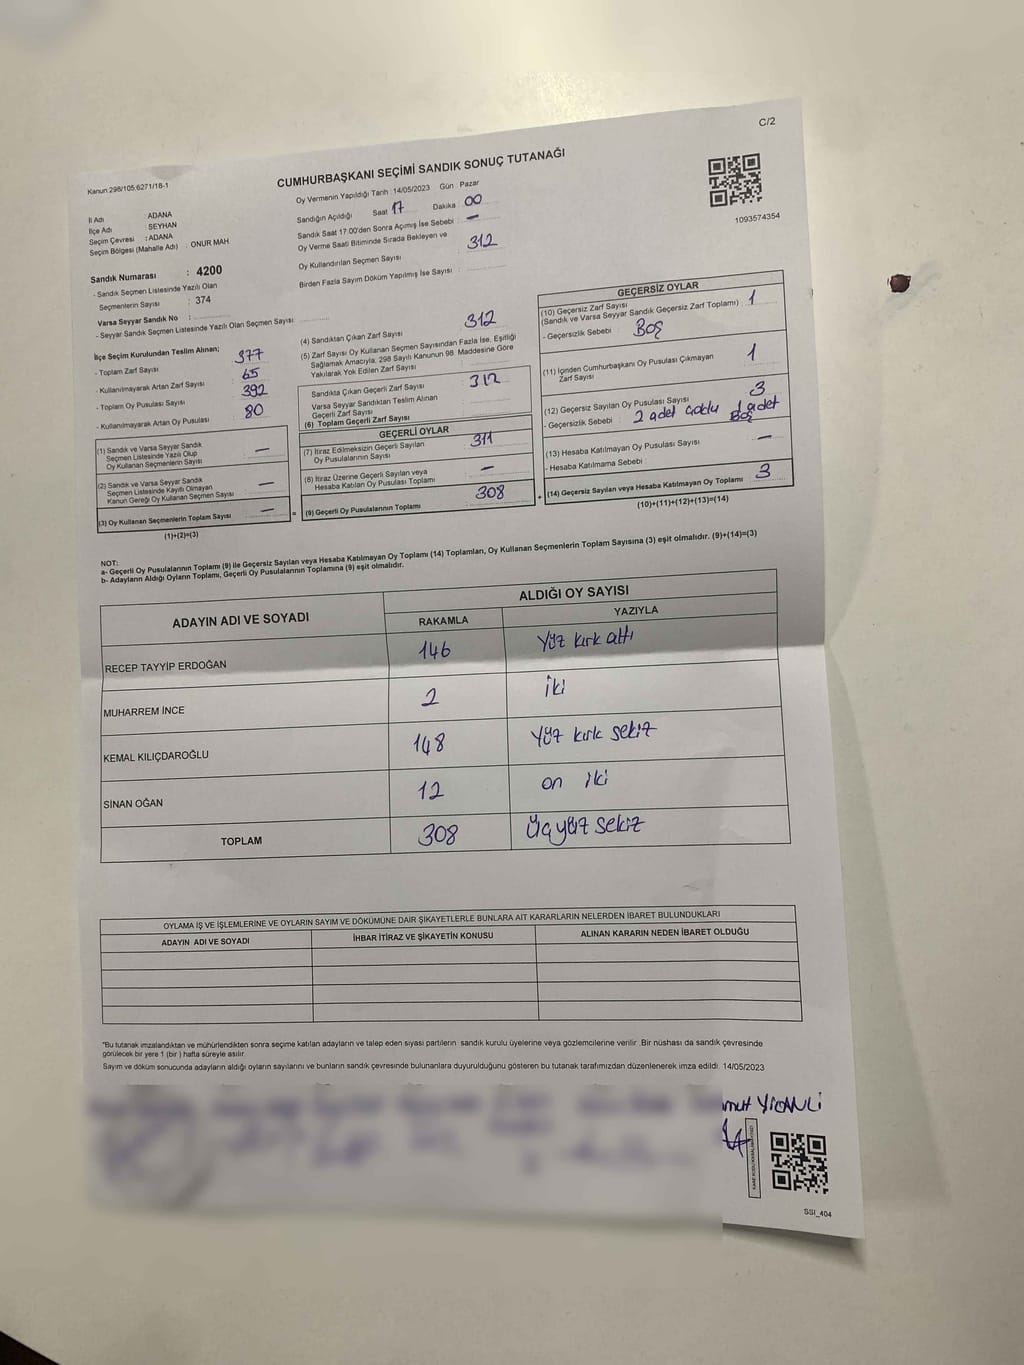 C/2
Kanun 298/105.6271/18-1
CUMHURBAŞKANI SEÇİMİ SANDIK SONUÇ TUTANAĞI
İl Adı ADANA
İlçe Adı SEYHAN
Seçim Çevresi : ADANA
Seçim Bölgesi (Mahalle Adı) : ONUR MAH
Sandık Numarası : 4200
- Sandık Seçmen Listesinde Yazılı Olan
Seçmenlerin Sayısı : 374
Varsa Seyyar Sandık No :
- Seyyar Sandık Seçmen Listesinde Yazılı Olan Seçmen Sayısı:
Oy Vermenin Yapıldığı Tarih : 14/05/2023 Gün : Pazar
Sandığın Açıldığı Saat : 17 Dakika : 00
Sandık Saat 17:00'den Sonra Açımış İse Sebebi : —
Oy Verme Saati Bitiminde Sırada Bekleyen ve
Oy Kullandırılan Seçmen Sayısı : 312
Birden Fazla Sayım Döküm Yapılmış İse Sayısı :
1093574354
İlçe Seçim Kurulundan Teslim Alınan;
- Toplam Zarf Sayısı 377
- Kullanılmayarak Artan Zarf Sayısı : 65
- Toplam Oy Pusulası Sayısı : 392
- Kullanılmayarak Artan Oy Pusulası : 80
(1) Sandık ve Varsa Seyyar Sandık
Seçmen Listesinde Yazılı Olup
Oy Kullanan Seçmenlerin Sayısı —
(2) Sandık ve Varsa Seyyar Sandık
Seçmen Listesinde Kayıtlı Olmayan
Kanun Gereği Oy Kullanan Seçmen Sayısı —
(3) Oy Kullanan Seçmenlerin Toplam Sayısı —
(1)+(2)=(3)
(4) Sandıktan Çıkan Zarf Sayısı : 312
(5) Zarf Sayısı Oy Kullanan Seçmen Sayısından Fazla İse, Eşitliği
Sağlamak Amacıyla, 298 Sayılı Kanunun 98. Maddesine Göre
Yakılarak Yok Edilen Zarf Sayısı :
Sandıkta Çıkan Geçerli Zarf Sayısı 312
Varsa Seyyar Sandıktan Teslim Alınan
Geçerli Zarf Sayısı
(6) Toplam Geçerli Zarf Sayısı
GEÇERLİ OYLAR
(7) İtiraz Edilmeksizin Geçerli Sayılan
Oy Pusulalarının Sayısı 311
(8) İtiraz Üzerine Geçerli Sayılan veya
Hesaba Katılan Oy Pusulası Toplamı —
(9) Geçerli Oy Pusulalarının Toplamı 308
GEÇERSİZ OYLAR
(10) Geçersiz Zarf Sayısı
(Sandık ve Varsa Seyyar Sandık Geçersiz Zarf Toplamı) 1
- Geçersizlik Sebebi : Boş
(11) İçinden Cumhurbaşkanı Oy Pusulası Çıkmayan
Zarf Sayısı 1
(12) Geçersiz Sayılan Oy Pusulası Sayısı 3
- Geçersizlik Sebebi : 2 adet çoklu 1 adet
Boş
(13) Hesaba Katılmayan Oy Pusulası Sayısı —
- Hesaba Katılmama Sebebi :
(14) Geçersiz Sayılan veya Hesaba Katılmayan Oy Toplamı 3
(10)+(11)+(12)+(13)=(14)
NOT:
a- Geçerli Oy Pusulalarının Toplamı (9) ile Geçersiz Sayılan veya Hesaba Katılmayan Oy Toplamı (14) Toplamları, Oy Kullanan Seçmenlerin Toplam Sayısına (3) eşit olmalıdır. (9)+(14)=(3)
b- Adayların Aldığı Oyların Toplamı, Geçerli Oy Pusulalarının Toplamına (9) eşit olmalıdır.
ADAYIN ADI VE SOYADI ALDIĞI OY SAYISI
RAKAMLA YAZIYLA
RECEP TAYYİP ERDOĞAN 146 Yüz kırk altı
MUHARREM İNCE 2 İki
KEMAL KILIÇDAROĞLU 148 Yüz kırk sekiz
SİNAN OĞAN 12 on iki
TOPLAM 308 Üçyüz sekiz
OYLAMA İŞ VE İŞLEMLERİNE VE OYLARIN SAYIM VE DÖKÜMÜNE DAİR ŞİKAYETLERLE BUNLARA AİT KARARLARIN NELERDEN İBARET BULUNDUKLARI
ADAYIN ADI VE SOYADI İHBAR İTİRAZ VE ŞİKAYETİN KONUSU ALINAN KARARIN NEDEN İBARET OLDUĞU
"Bu tutanak imzalandıktan ve mühürlendikten sonra seçime katılan adayların ve talep eden siyası partilerin sandık kurulu üyelerine veya gözlemcilerine verilir. Bir nüshası da sandık çevresinde
görülecek bir yere 1 (bir) hafta süreyle asılır.
Sayım ve döküm sonucunda adayların aldığı oyların sayılarını ve bunların sandık çevresinde bulunanlara duyurulduğunu gösteren bu tutanak tarafımızdan düzenlenerek imza edildi. 14/05/2023
SSI_404